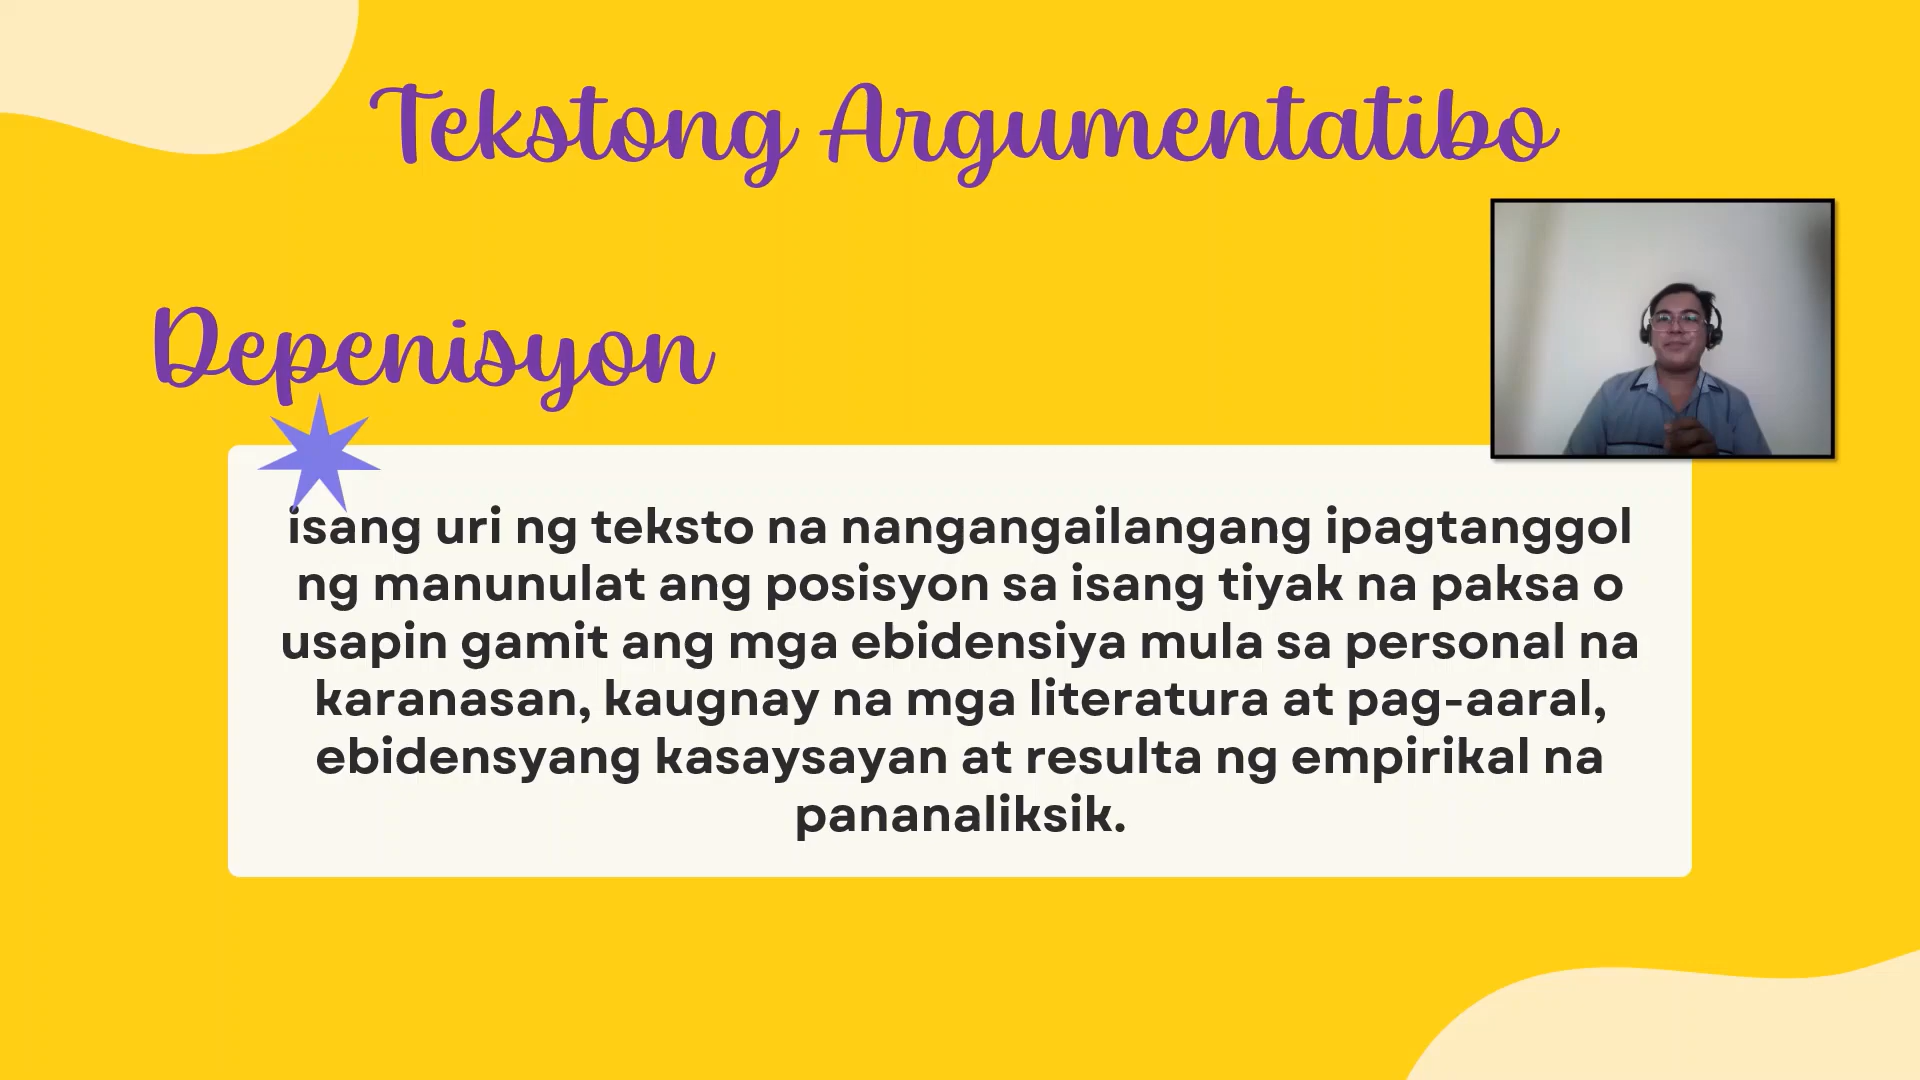 Tekstong Argumentatibo
Depenisyon
isang uri ng teksto na nangangailangang ipagtanggol
ng manunulat ang posisyon sa isang tiyak na paksa o
usapin gamit ang mga ebidensiya mula sa personal na
karanasan, kaugnay na mga literatura at pag-aaral,
ebidensyang kasaysayan at resulta ng empirikal na
pananaliksik.